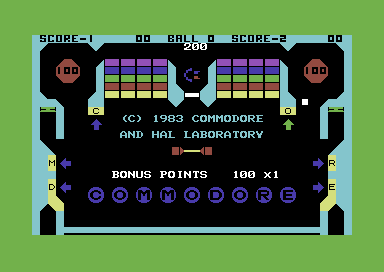 SCORE-1 00 BALL 0 SCORE-2 00
200
100 100
C O
(C) 1983 COMMODORE
AND HAL LABORATORY
M R
BONUS POINTS 100 x1
D E
COMMODORE